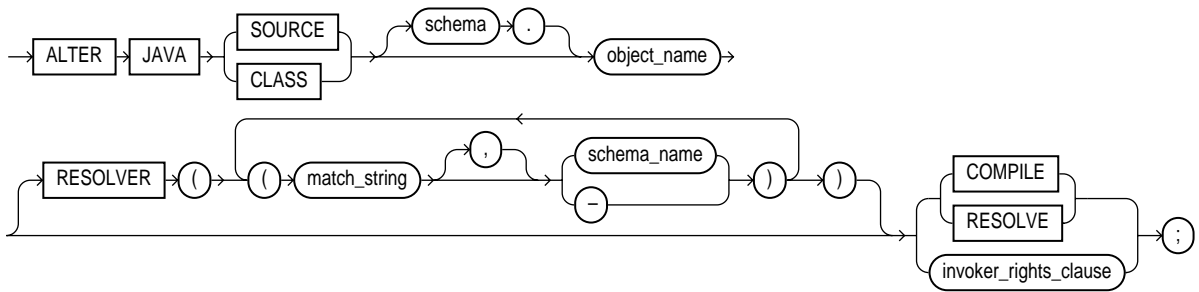 SOURCE schema .
ALTER JAVA object_name
CLASS
, schema_name COMPILE
RESOLVER ( ( match_string ) )
– RESOLVE
;
invoker_rights_clause